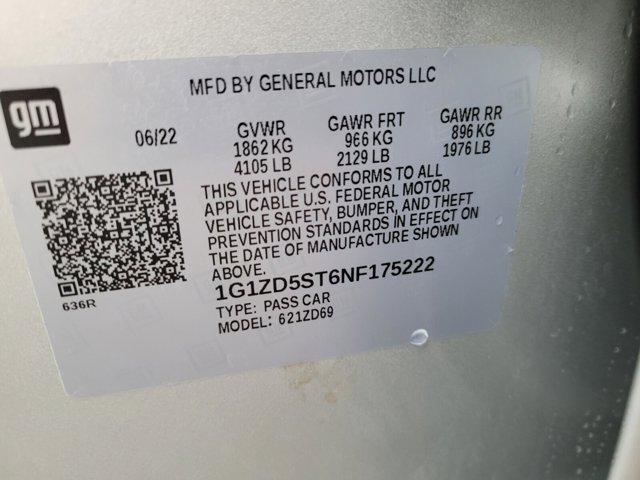 MFD BY GENERAL MOTORS LLC
gm
06/22
GVWR
1862 KG
4105 LB
GAWR FRT
966 KG
2129 LB
GAWR RR
896 KG
1976 LB
THIS VEHICLE CONFORMS TO ALL
APPLICABLE U.S. FEDERAL MOTOR
VEHICLE SAFETY, BUMPER, AND THEFT
PREVENTION STANDARDS IN EFFECT ON
THE DATE OF MANUFACTURE SHOWN
ABOVE.
1G1ZD5ST6NF175222
TYPE: PASS CAR
MODEL: 621ZD69
636R